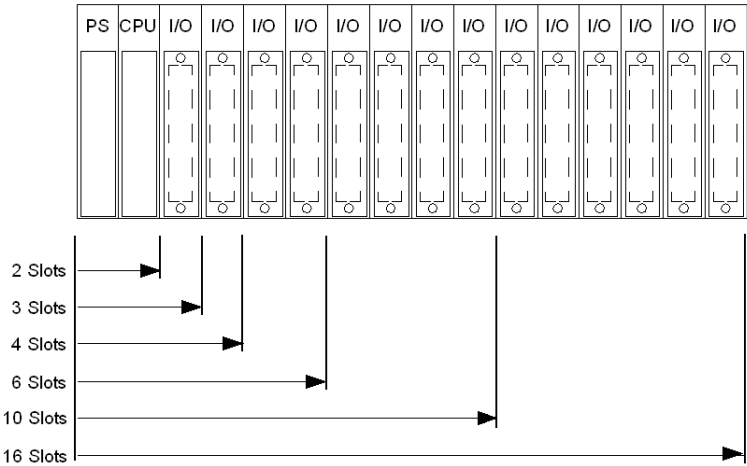 PS CPU I/O I/O I/O I/O I/O I/O I/O I/O I/O I/O I/O I/O I/O I/O
2 Slots
3 Slots
4 Slots
6 Slots
10 Slots
16 Slots